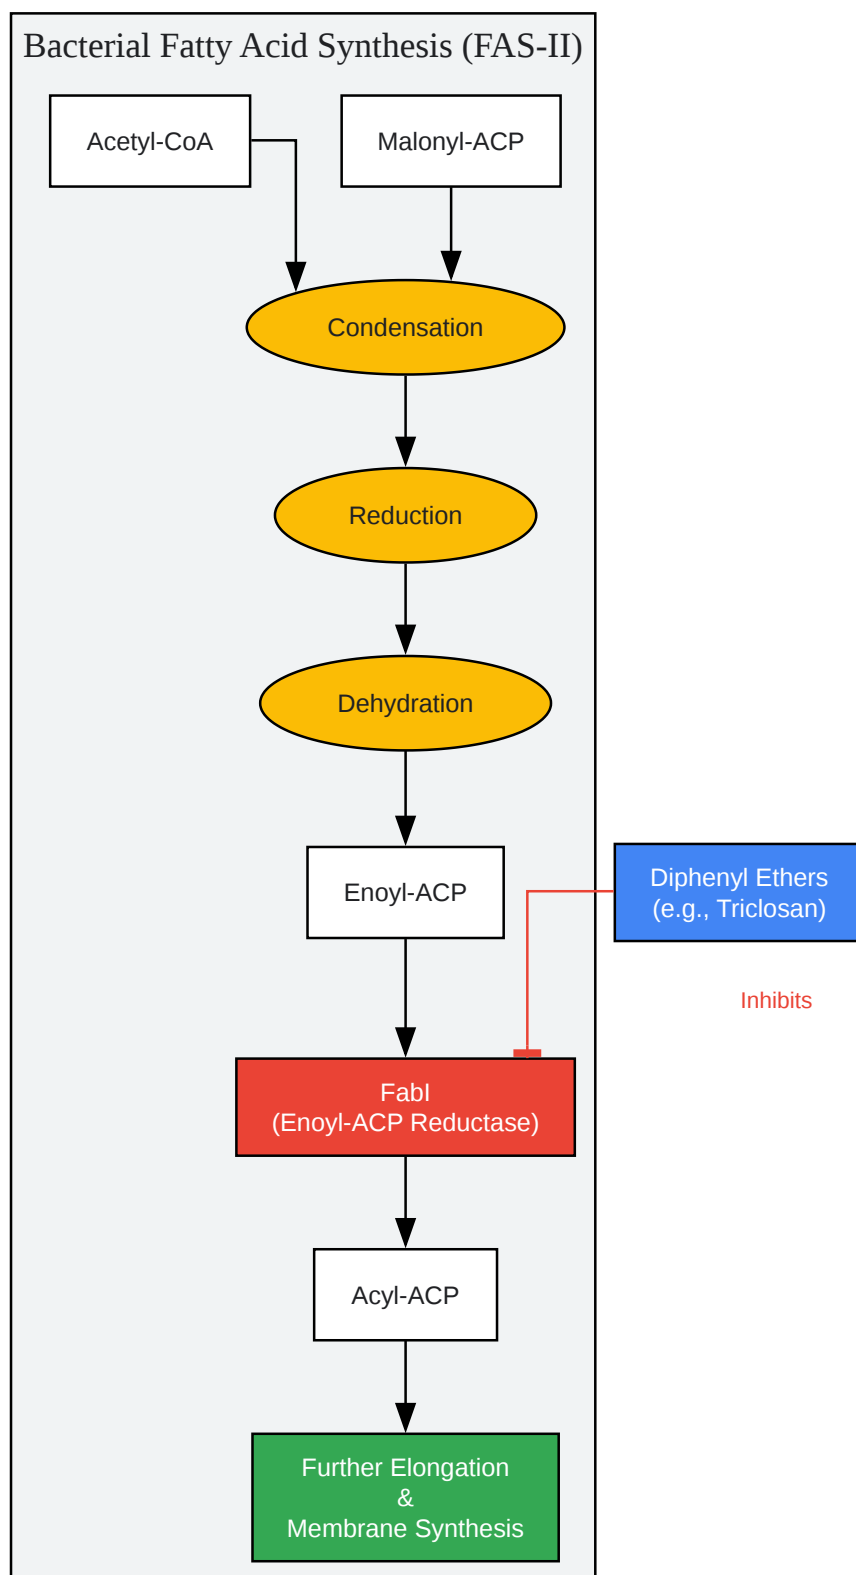 Bacterial Fatty Acid Synthesis (FAS-II)
Acetyl-CoA
Malonyl-ACP
Condensation
Reduction
Dehydration
Enoyl-ACP
Diphenyl Ethers
(e.g., Triclosan)
Inhibits
FabI
(Enoyl-ACP Reductase)
Acyl-ACP
Further Elongation
&
Membrane Synthesis